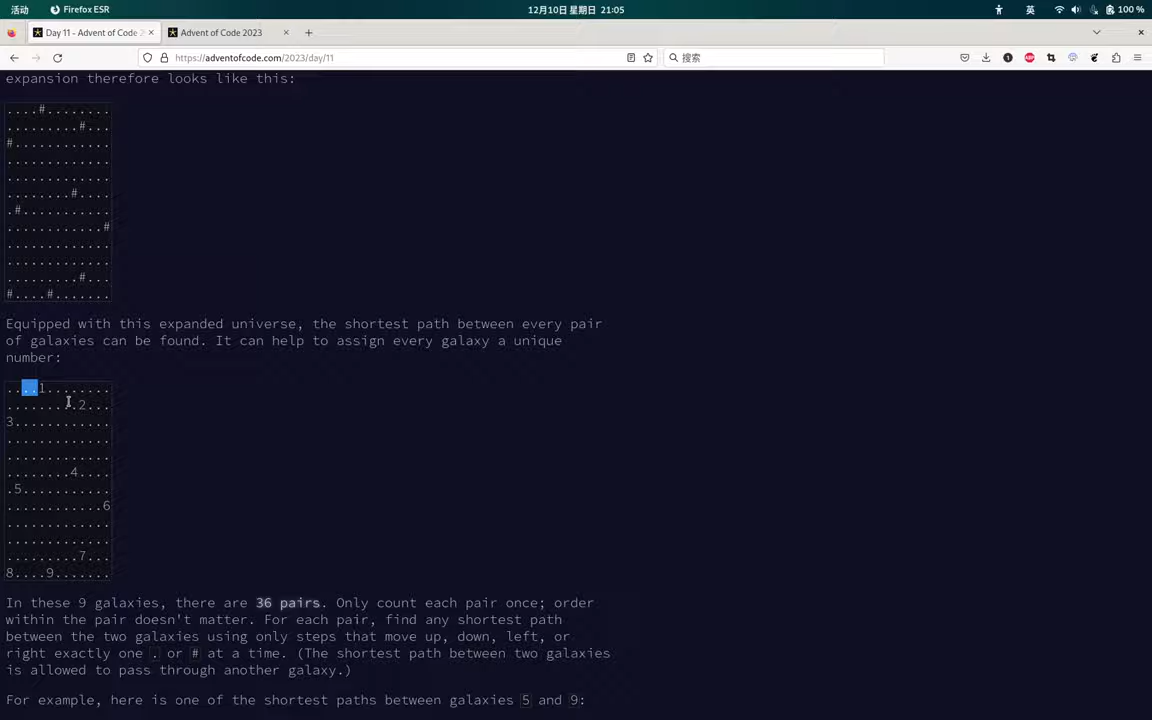 活动 Firefox ESR 12月10日 星期日 21:05 英 100 %
Day 11 - Advent of Code 2 × Advent of Code 2023 × +
https://adventofcode.com/2023/day/11 搜索
expansion therefore looks like this:
....#........
.........#...
#............
.............
.............
........#....
.#...........
............#
.............
.............
.........#...
#....#.......
Equipped with this expanded universe, the shortest path between every pair
of galaxies can be found. It can help to assign every galaxy a unique
number:
....1........
.........2...
3............
.............
.............
........4....
.5...........
............6
.............
.............
.........7...
8....9.......
In these 9 galaxies, there are 36 pairs. Only count each pair once; order
within the pair doesn't matter. For each pair, find any shortest path
between the two galaxies using only steps that move up, down, left, or
right exactly one . or # at a time. (The shortest path between two galaxies
is allowed to pass through another galaxy.)
For example, here is one of the shortest paths between galaxies 5 and 9: